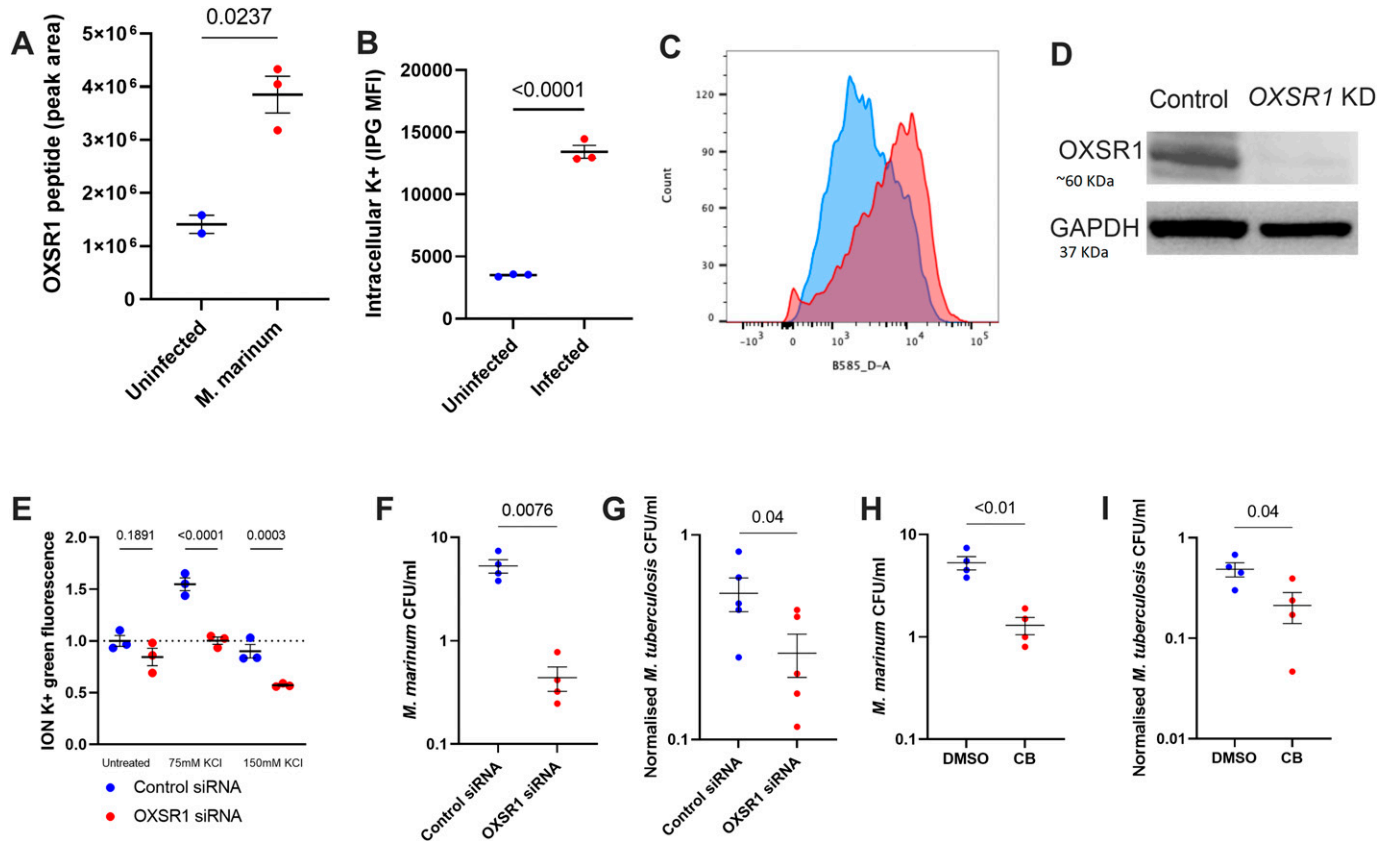 A
0.0237
OXSR1 peptide (peak area)
5×10⁶
4×10⁶
3×10⁶
2×10⁶
1×10⁶
0
Uninfected
M. marinum
B
<0.0001
Intracellular K+ (IPG MFI)
20000
15000
10000
5000
0
Uninfected
Infected
C
Count
120
90
60
30
0
-10³
0
10³
10⁴
10⁵
B585_D-A
D
Control OXSR1 KD
OXSR1
~60 KDa
GAPDH
37 KDa
E
0.1891 <0.0001 0.0003
ION K+ green fluorescence
2.0
1.5
1.0
0.5
0.0
Untreated 75mM KCl 150mM KCl
Control siRNA
OXSR1 siRNA
F
0.0076
M. marinum CFU/ml
10
1
0.1
Control siRNA
OXSR1 siRNA
G
0.04
Normalised M. tuberculosis CFU/ml
1
0.1
Control siRNA
OXSR1 siRNA
H
<0.01
M. marinum CFU/ml
10
1
0.1
DMSO CB
I
0.04
Normalised M. tuberculosis CFU/ml
1
0.1
0.01
DMSO CB